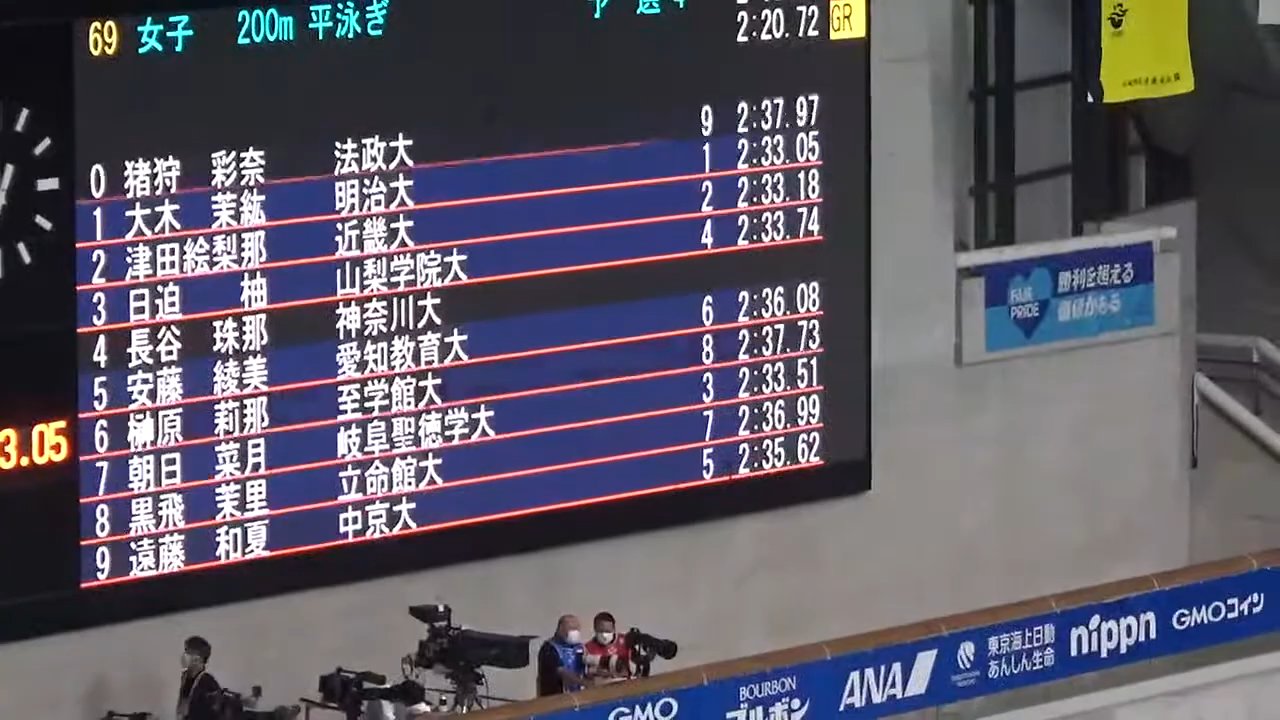 69 女子 200m 平泳ぎ 予 選 4
2:20.72 GR
0 猪狩 彩奈 法政大 9 2:37.97
1 大木 茉紘 明治大 1 2:33.05
2 津田絵梨那 近畿大 2 2:33.18
3 日迫 柚 山梨学院大 4 2:33.74
4 長谷 珠那 神奈川大
5 安藤 綾美 愛知教育大 6 2:36.08
6 榊原 莉那 至学館大 8 2:37.73
7 朝日 菜月 岐阜聖徳学大 3 2:33.51
8 黒飛 茉里 立命館大 7 2:36.99
9 遠藤 和夏 中京大 5 2:35.62
3.05
FAIR PRIDE
勝利を超える
価値がある
GMO
BOURBON
ブルボン
ANA
東京海上日動
あんしん生命
nippn
GMOコイン